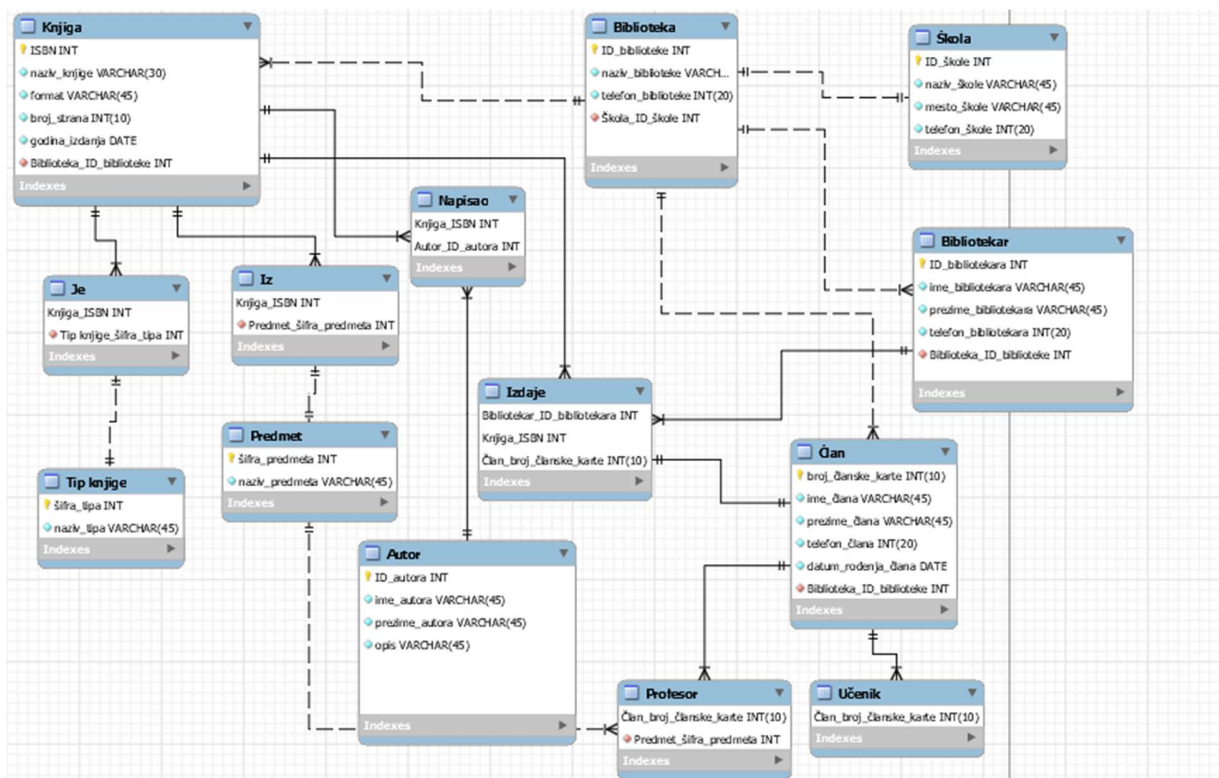 Knjiga
ISBN INT
naziv_knjige VARCHAR(30)
format VARCHAR(45)
broj_strana INT(10)
godina_izdanja DATE
Biblioteka_ID_biblioteke INT
Indexes
Biblioteka
ID_biblioteke INT
naziv_biblioteke VARCH...
telefon_biblioteke INT(20)
Škola_ID_škole INT
Indexes
Škola
ID_škole INT
naziv_škole VARCHAR(45)
mesto_škole VARCHAR(45)
telefon_škole INT(20)
Indexes
Napisao
Knjiga_ISBN INT
Autor_ID_autora INT
Indexes
Bibliotekar
ID_bibliotekara INT
ime_bibliotekara VARCHAR(45)
prezime_bibliotekara VARCHAR(45)
telefon_bibliotekara INT(20)
Biblioteka_ID_biblioteke INT
Indexes
Je
Knjiga_ISBN INT
Tip knjige_šifra_tipa INT
Indexes
Iz
Knjiga_ISBN INT
Predmet_šifra_predmeta INT
Indexes
Izdaje
Bibliotekar_ID_bibliotekara INT
Knjiga_ISBN INT
Član_broj_članske_karte INT(10)
Indexes
Predmet
šifra_predmeta INT
naziv_predmeta VARCHAR(45)
Indexes
Tip knjige
šifra_tipa INT
naziv_tipa VARCHAR(45)
Indexes
Član
broj_članske_karte INT(10)
ime_člana VARCHAR(45)
prezime_člana VARCHAR(45)
telefon_člana INT(20)
datum_rođenja_člana DATE
Biblioteka_ID_biblioteke INT
Indexes
Autor
ID_autora INT
ime_autora VARCHAR(45)
prezime_autora VARCHAR(45)
opis VARCHAR(45)
Indexes
Profesor
Član_broj_članske_karte INT(10)
Predmet_šifra_predmeta INT
Indexes
Učenik
Član_broj_članske_karte INT(10)
Indexes